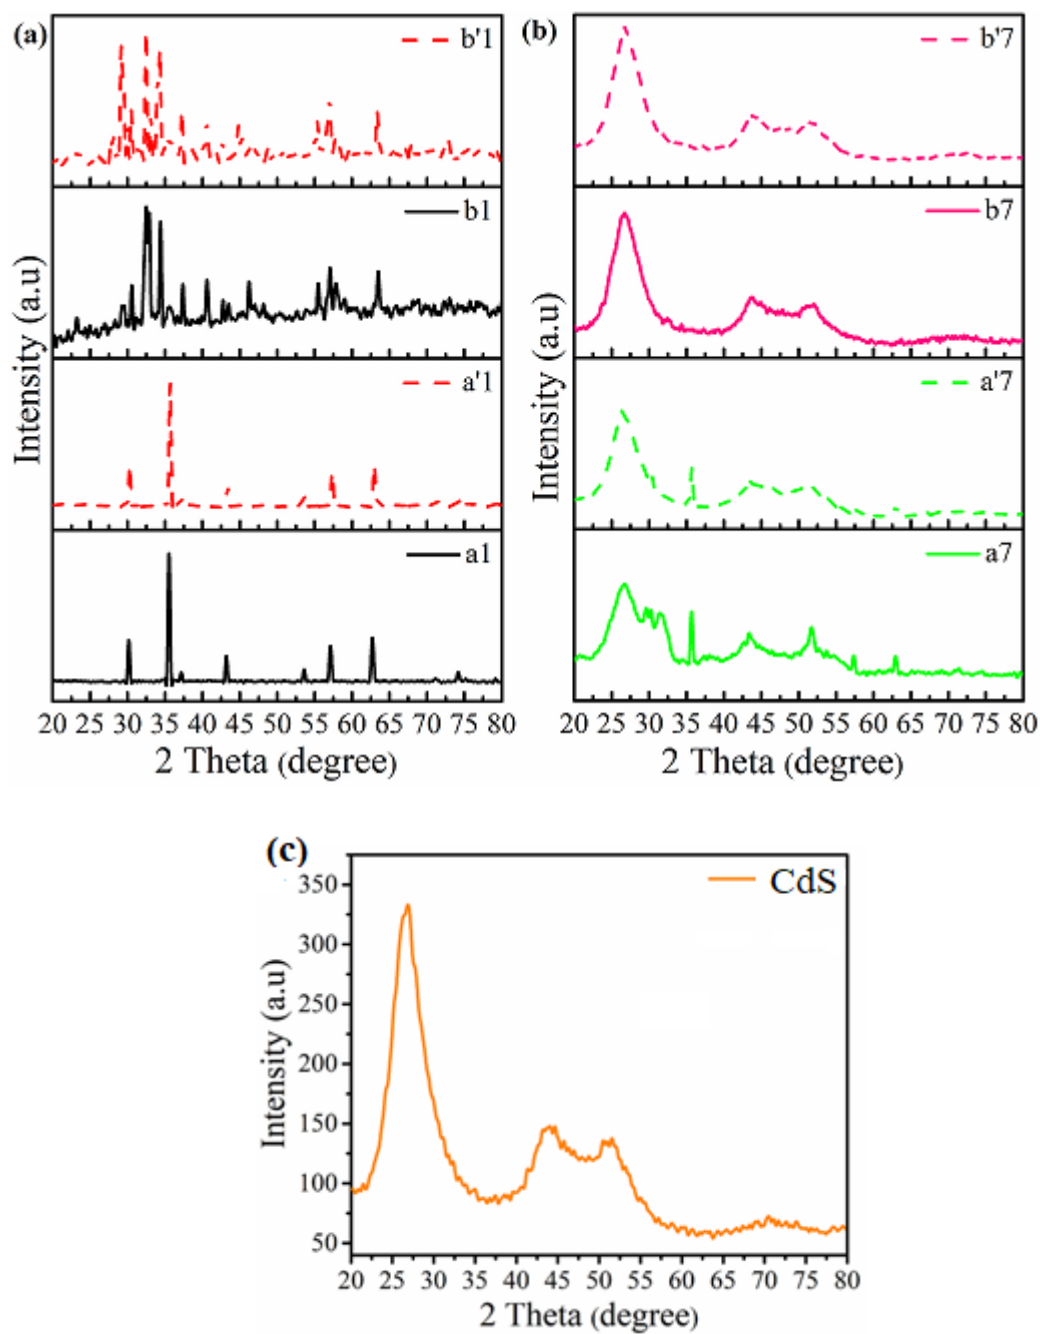 (a)
b'1
b1
a'1
a1
Intensity (a.u)
20 25 30 35 40 45 50 55 60 65 70 75 80
2 Theta (degree)
(b)
b'7
b7
a'7
a7
Intensity (a.u)
20 25 30 35 40 45 50 55 60 65 70 75 80
2 Theta (degree)
(c)
CdS
350
300
250
200
150
100
50
Intensity (a.u)
20 25 30 35 40 45 50 55 60 65 70 75 80
2 Theta (degree)